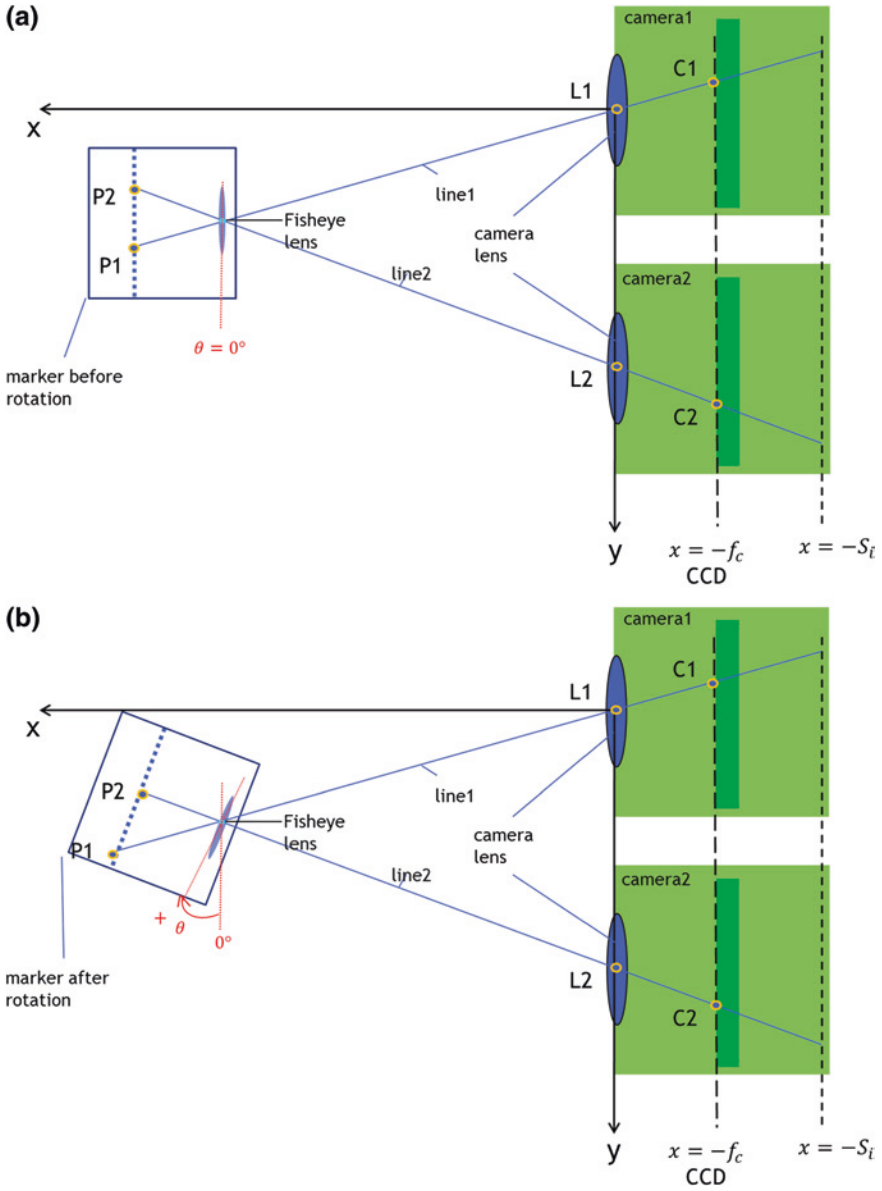 (a)
camera1
L1
C1
x
P2
P1
line1
Fisheye
lens
camera
lens
line2
camera2
θ = 0°
marker before
rotation
L2
C2
y
x = −f_c
CCD
x = −S_i
(b)
camera1
L1
C1
x
P2
P1
line1
Fisheye
lens
camera
lens
line2
camera2
+
θ
0°
marker after
rotation
L2
C2
y
x = −f_c
CCD
x = −S_i